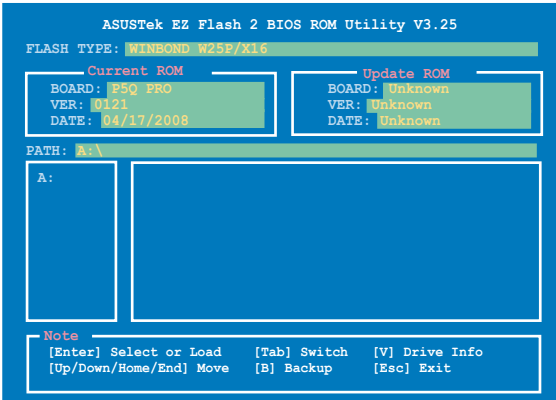 ASUSTek EZ Flash 2 BIOS ROM Utility V3.25
FLASH TYPE: WINBOND W25P/X16
Current ROM
BOARD: P5Q PRO
VER: 0121
DATE: 04/17/2008
Update ROM
BOARD: Unknown
VER: Unknown
DATE: Unknown
PATH: A:\
A:
Note
[Enter] Select or Load [Tab] Switch [V] Drive Info
[Up/Down/Home/End] Move [B] Backup [Esc] Exit